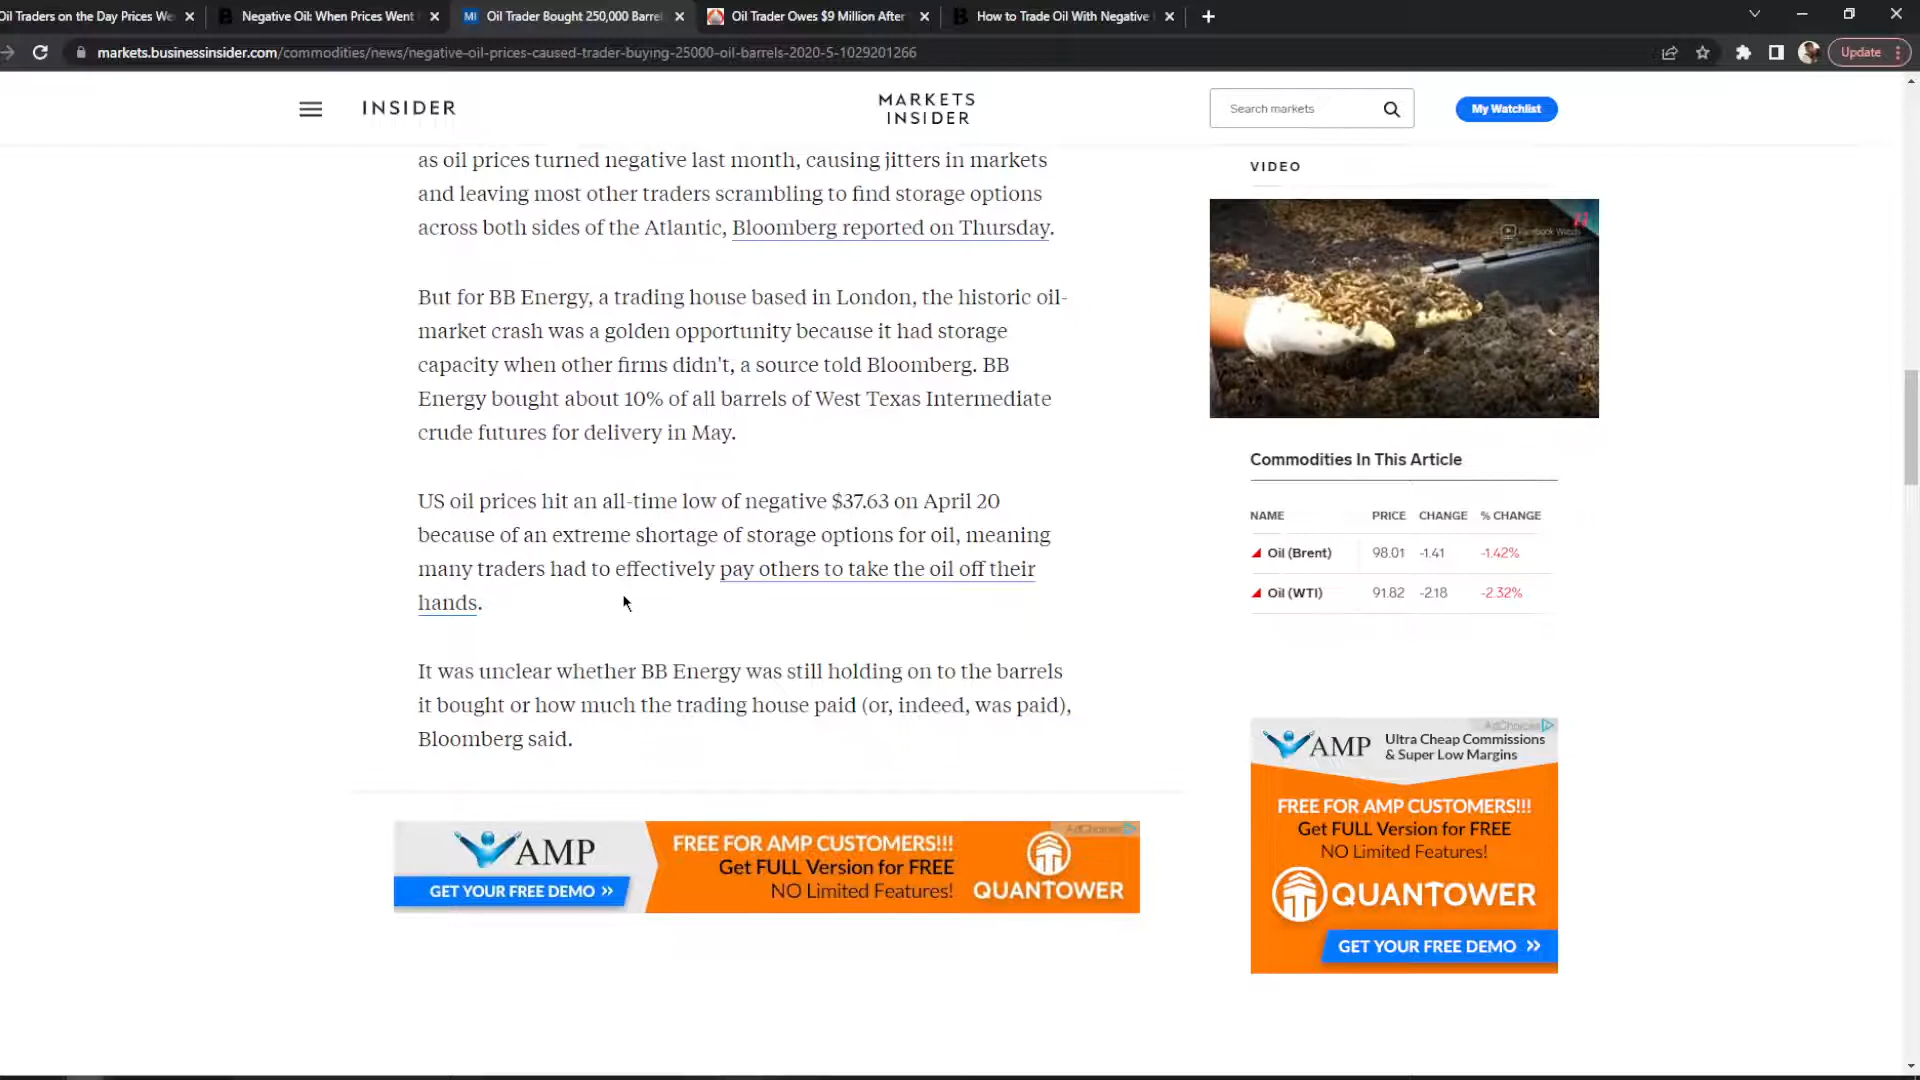 Oil Traders on the Day Prices We
Negative Oil: When Prices Went
MI Oil Trader Bought 250,000 Barre
Oil Trader Owes $9 Million After
How to Trade Oil With Negative
markets.businessinsider.com/commodities/news/negative-oil-prices-caused-trader-buying-25000-oil-barrels-2020-5-1029201266
Update
INSIDER
MARKETS
INSIDER
Search markets
My Watchlist
as oil prices turned negative last month, causing jitters in markets
and leaving most other traders scrambling to find storage options
across both sides of the Atlantic, Bloomberg reported on Thursday.
But for BB Energy, a trading house based in London, the historic oil-
market crash was a golden opportunity because it had storage
capacity when other firms didn't, a source told Bloomberg. BB
Energy bought about 10% of all barrels of West Texas Intermediate
crude futures for delivery in May.
US oil prices hit an all-time low of negative $37.63 on April 20
because of an extreme shortage of storage options for oil, meaning
many traders had to effectively pay others to take the oil off their
hands.
It was unclear whether BB Energy was still holding on to the barrels
it bought or how much the trading house paid (or, indeed, was paid),
Bloomberg said.
AMP
GET YOUR FREE DEMO »
FREE FOR AMP CUSTOMERS!!!
Get FULL Version for FREE
NO Limited Features!
AdChoices
QUANTOWER
VIDEO
Facebook Watch
Commodities In This Article
NAME PRICE CHANGE % CHANGE
Oil (Brent) 98.01 -1.41 -1.42%
Oil (WTI) 91.82 -2.18 -2.32%
AdChoices
AMP
Ultra Cheap Commissions
& Super Low Margins
FREE FOR AMP CUSTOMERS!!!
Get FULL Version for FREE
NO Limited Features!
QUANTOWER
GET YOUR FREE DEMO »